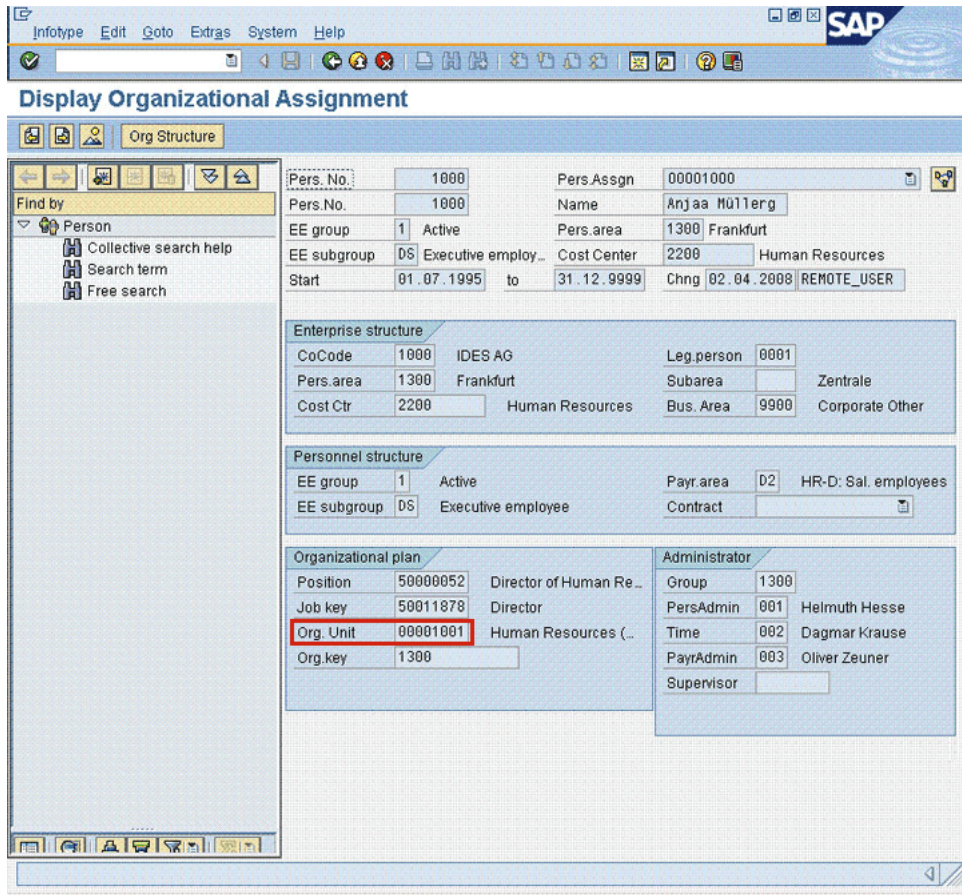 Infotype Edit Goto Extras System Help
SAP
Display Organizational Assignment
Org Structure
Find by
Person
Collective search help
Search term
Free search
Pers. No. 1000 Pers.Assgn 00001000
Pers.No. 1000 Name Anjaa Müllerg
EE group 1 Active Pers.area 1300 Frankfurt
EE subgroup DS Executive employ... Cost Center 2200 Human Resources
Start 01.07.1995 to 31.12.9999 Chng 02.04.2008 REMOTE_USER
Enterprise structure
CoCode 1000 IDES AG Leg.person 0001
Pers.area 1300 Frankfurt Subarea Zentrale
Cost Ctr 2200 Human Resources Bus. Area 9900 Corporate Other
Personnel structure
EE group 1 Active Payr.area D2 HR-D: Sal. employees
EE subgroup DS Executive employee Contract
Organizational plan Administrator
Position 50000052 Director of Human Re... Group 1300
Job key 50011878 Director PersAdmin 001 Helmuth Hesse
Org. Unit 00001001 Human Resources (... Time 002 Dagmar Krause
Org.key 1300 PayrAdmin 003 Oliver Zeuner
Supervisor